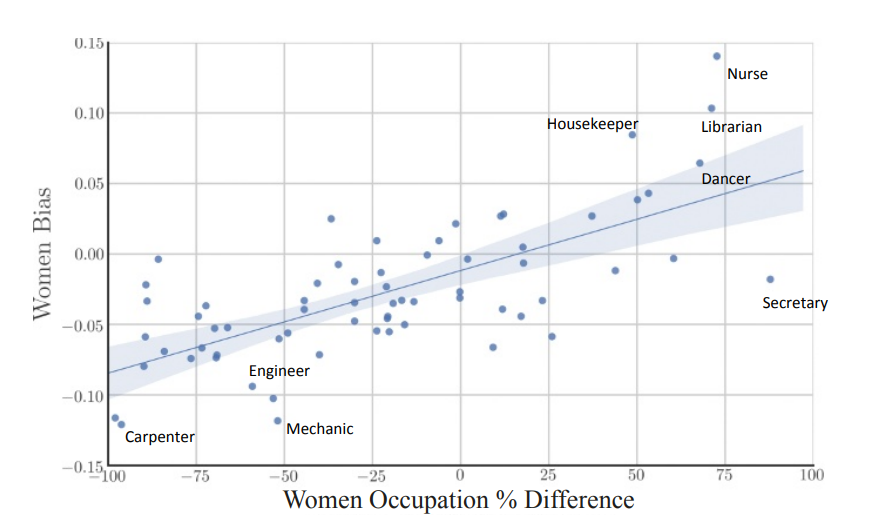 0.15
Nurse
0.10
Housekeeper
Librarian
0.05
Dancer
Women Bias
0.00
Secretary
−0.05
Engineer
−0.10
Mechanic
Carpenter
−0.15
−100 −75 −50 −25 0 25 50 75 100
Women Occupation % Difference